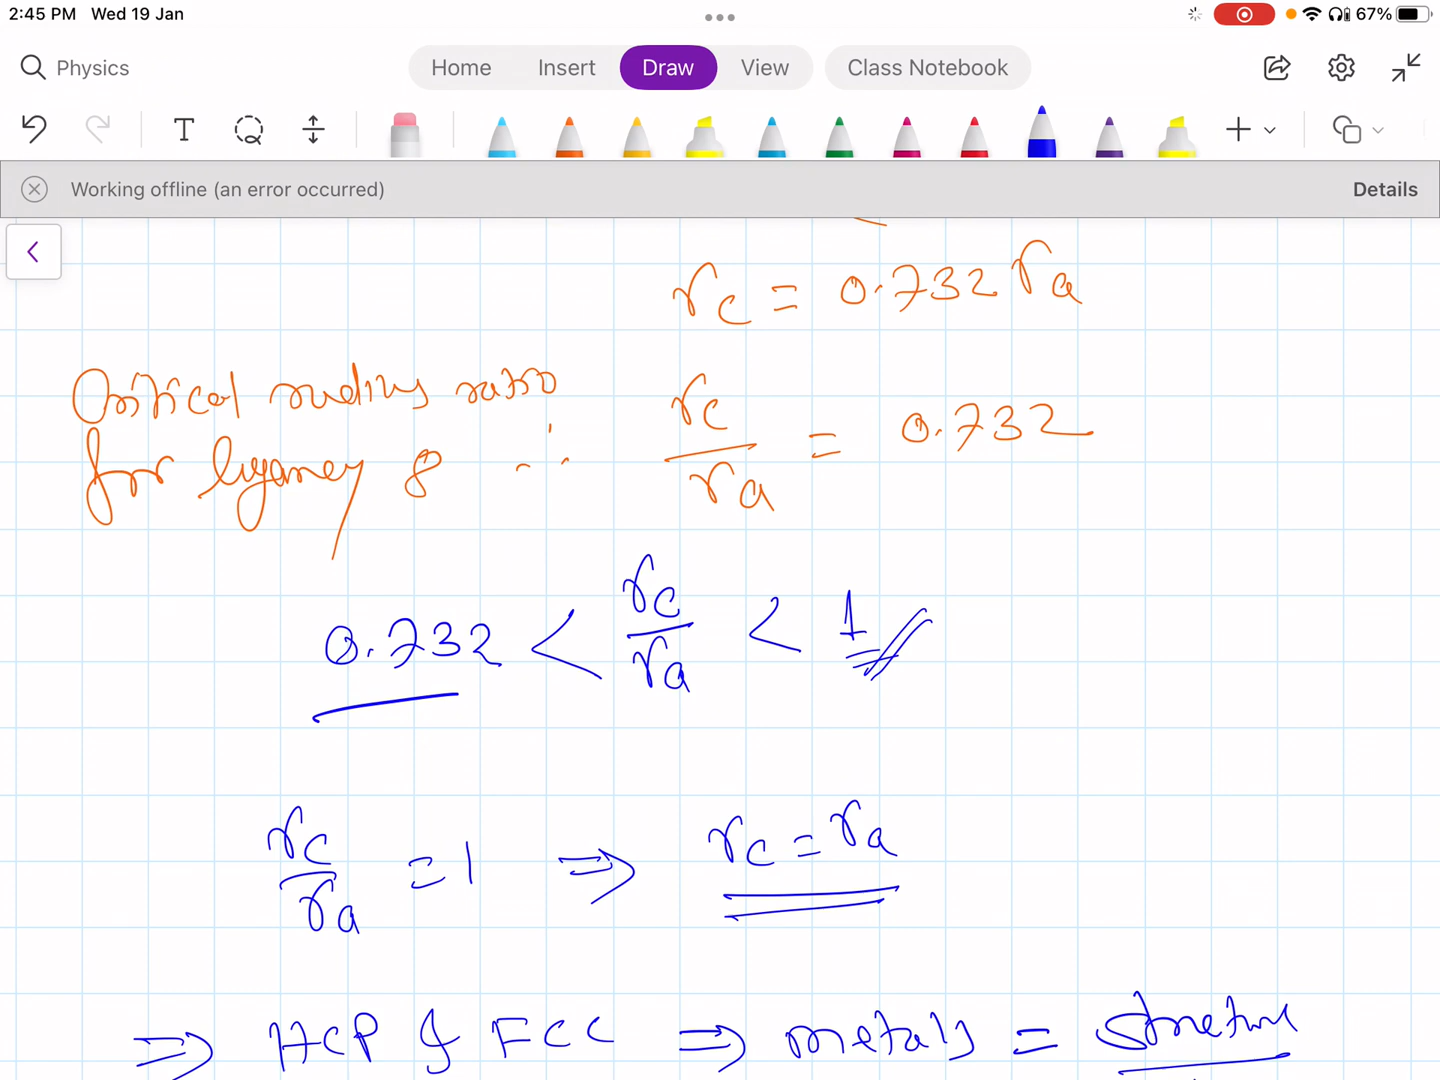 2:45 PM Wed 19 Jan
67%
Physics
Home Insert Draw View Class Notebook
T
Working offline (an error occurred) Details
rc = 0.732 ra
Critical radius ratio
for ligancy 8 ∴ rc/ra = 0.732
0.732 < rc/ra < 1
rc/ra = 1 ⇒ rc = ra
⇒ HCP & FCC ⇒ metals =